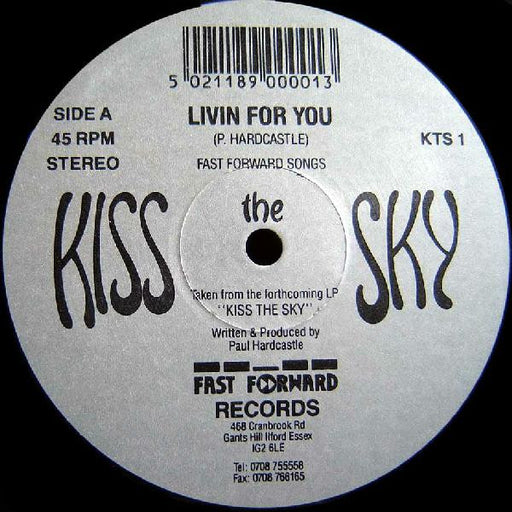 5 021189 000013
SIDE A
45 RPM
STEREO
LIVIN FOR YOU
(P. HARDCASTLE)
FAST FORWARD SONGS
KTS 1
KISS the SKY
Taken from the forthcoming LP
"KISS THE SKY"
Written & Produced by
Paul Hardcastle
FAST FORWARD
RECORDS
468 Cranbrook Rd
Gants Hill Ilford Essex
IG2 6LE
Tel: 0708 755558
Fax: 0708 766165